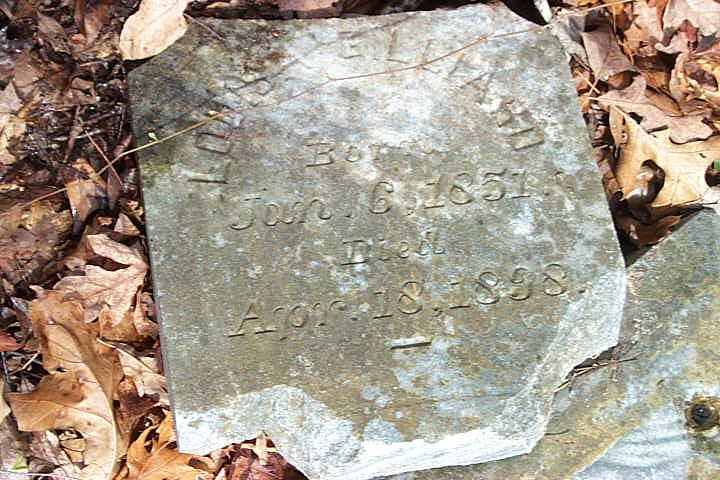 Born
Jan. 6, 1851.
Died
Apr. 18, 1898.